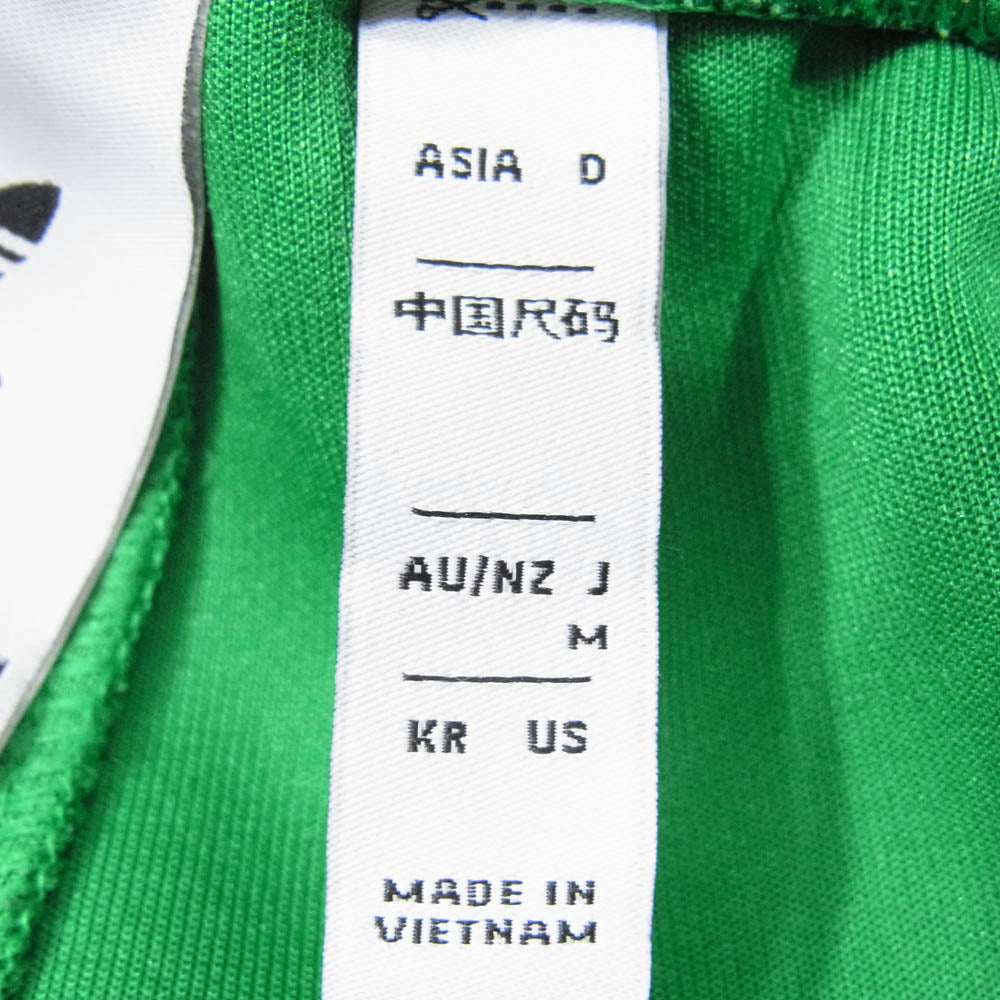 ASIA D
中国尺码
AU/NZ J
M
KR US
MADE IN
VIETNAM